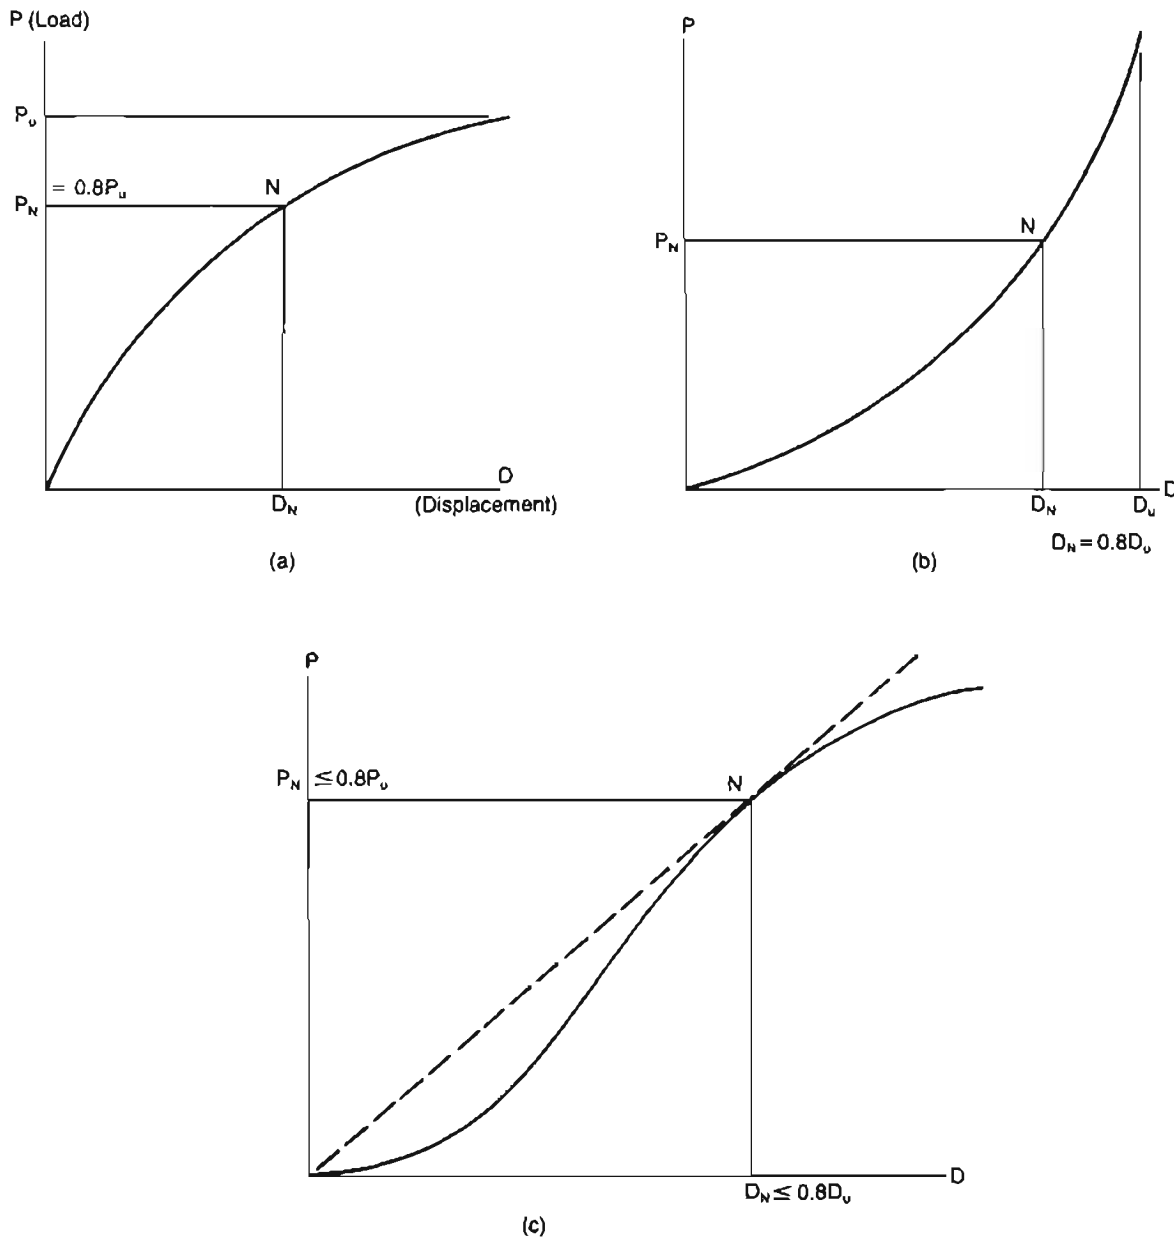 P (Load)
Pᵤ
= 0.8Pᵤ
N
P_N
D
D_N
(Displacement)
(a)
P
N
P_N
D
D_N
Dᵤ
D_N = 0.8Dᵤ
(b)
P
P_N ≤ 0.8Pᵤ
N
D
D_N ≤ 0.8Dᵤ
(c)